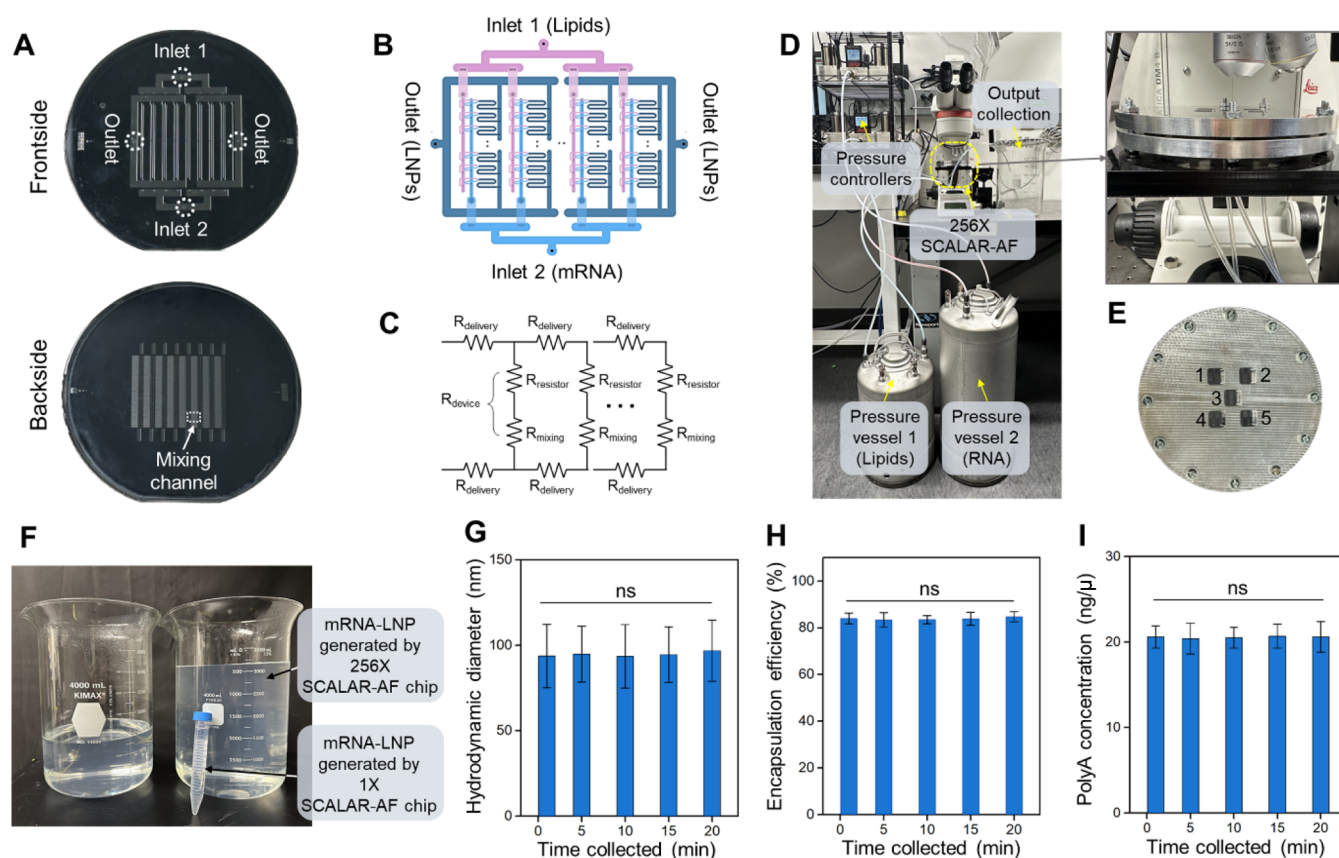 A
Frontside
Inlet 1
Outlet
Outlet
Inlet 2
Backside
Mixing
channel
B
Inlet 1 (Lipids)
Outlet (LNPs)
Outlet (LNPs)
Inlet 2 (mRNA)
C
Rdelivery
Rdelivery
Rdelivery
Rdevice
Rresistor
Rresistor
Rresistor
Rmixing
Rmixing
Rmixing
Rdelivery
Rdelivery
Rdelivery
D
Output
collection
Pressure
controllers
256X
SCALAR-AF
Pressure
vessel 1
(Lipids)
Pressure
vessel 2
(RNA)
Leica
E
1
2
3
4
5
F
4000 mL
KIMAX®
mRNA-LNP
generated by
256X
SCALAR-AF chip
mRNA-LNP
generated by
1X
SCALAR-AF chip
G
Hydrodynamic diameter (nm)
150
100
50
0
ns
0 5 10 15 20
Time collected (min)
H
Encapsulation efficiency (%)
100
80
60
40
20
0
ns
0 5 10 15 20
Time collected (min)
I
PolyA concentration (ng/µ)
30
20
10
0
ns
0 5 10 15 20
Time collected (min)